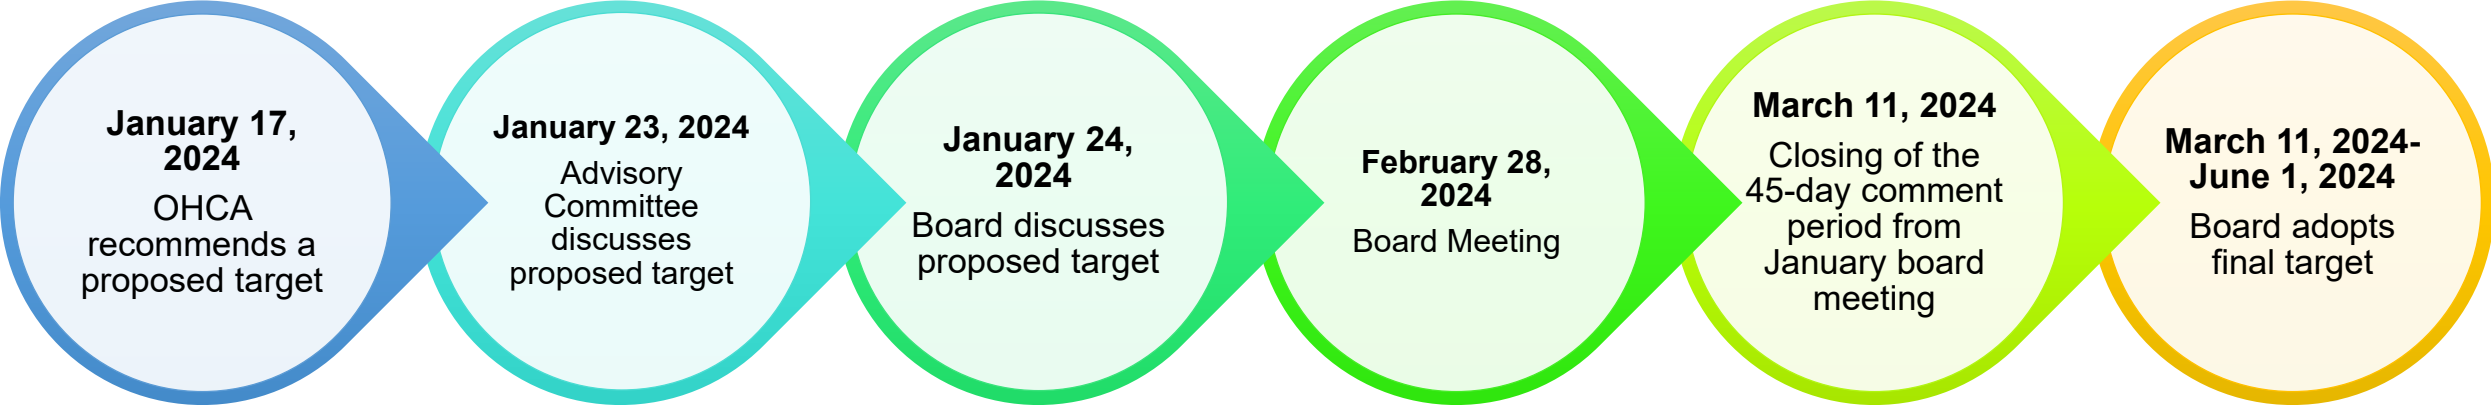 January 17,
2024
OHCA
recommends a
proposed target
January 23, 2024
Advisory
Committee
discusses
proposed target
January 24,
2024
Board discusses
proposed target
February 28,
2024
Board Meeting
March 11, 2024
Closing of the
45-day comment
period from
January board
meeting
March 11, 2024-
June 1, 2024
Board adopts
final target